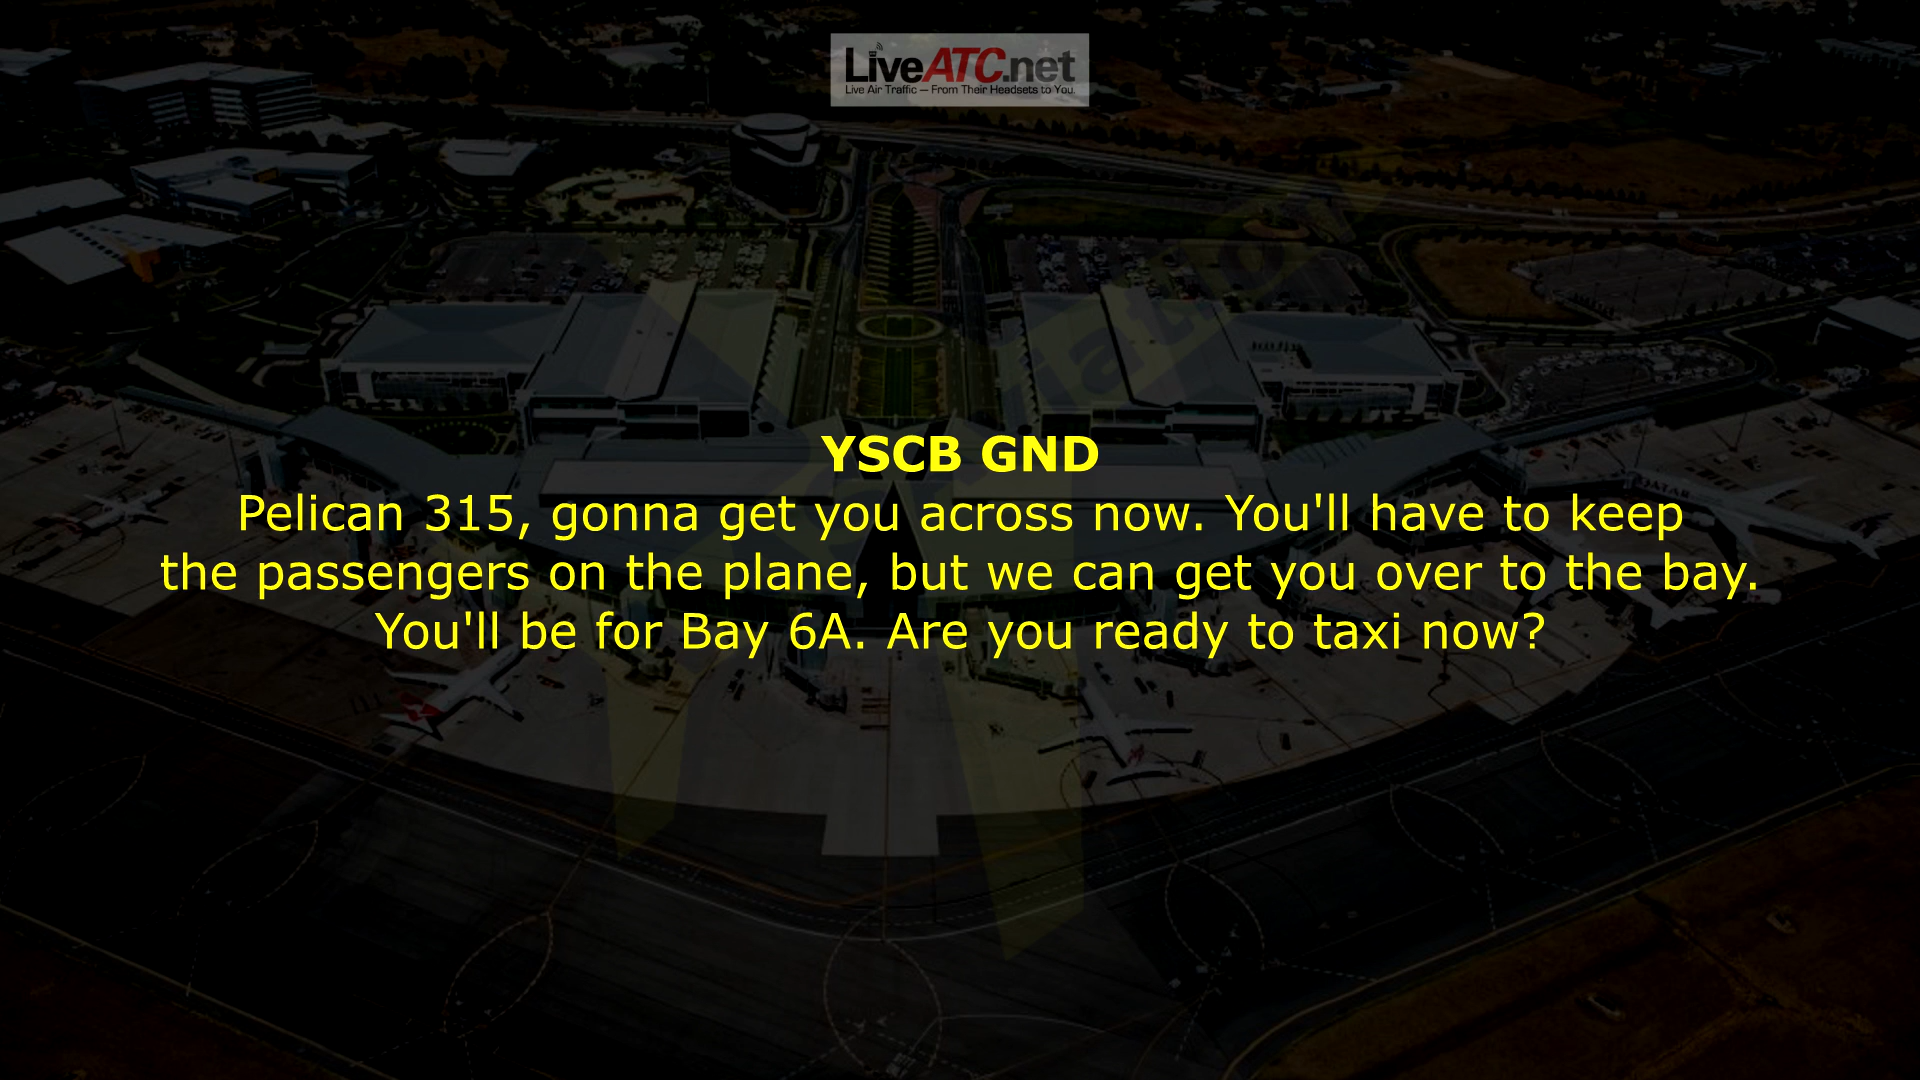 LiveATC.net
Live Air Traffic — From Their Headsets to You.
QATAR
YSCB GND
Pelican 315, gonna get you across now. You'll have to keep
the passengers on the plane, but we can get you over to the bay.
You'll be for Bay 6A. Are you ready to taxi now?